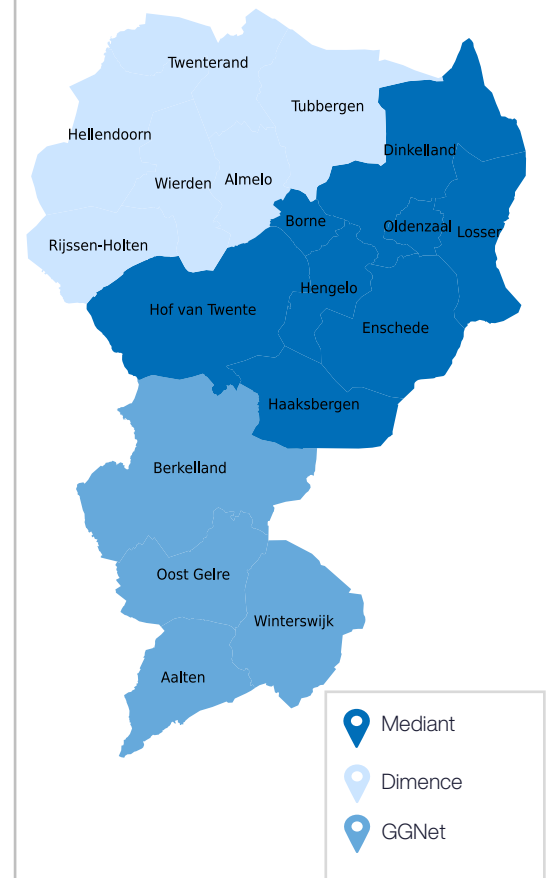 Twenterand
Tubbergen
Hellendoorn
Dinkelland
Wierden
Almelo
Borne
Oldenzaal
Losser
Rijssen-Holten
Hengelo
Hof van Twente
Enschede
Haaksbergen
Berkelland
Oost Gelre
Winterswijk
Aalten
Mediant
Dimence
GGNet